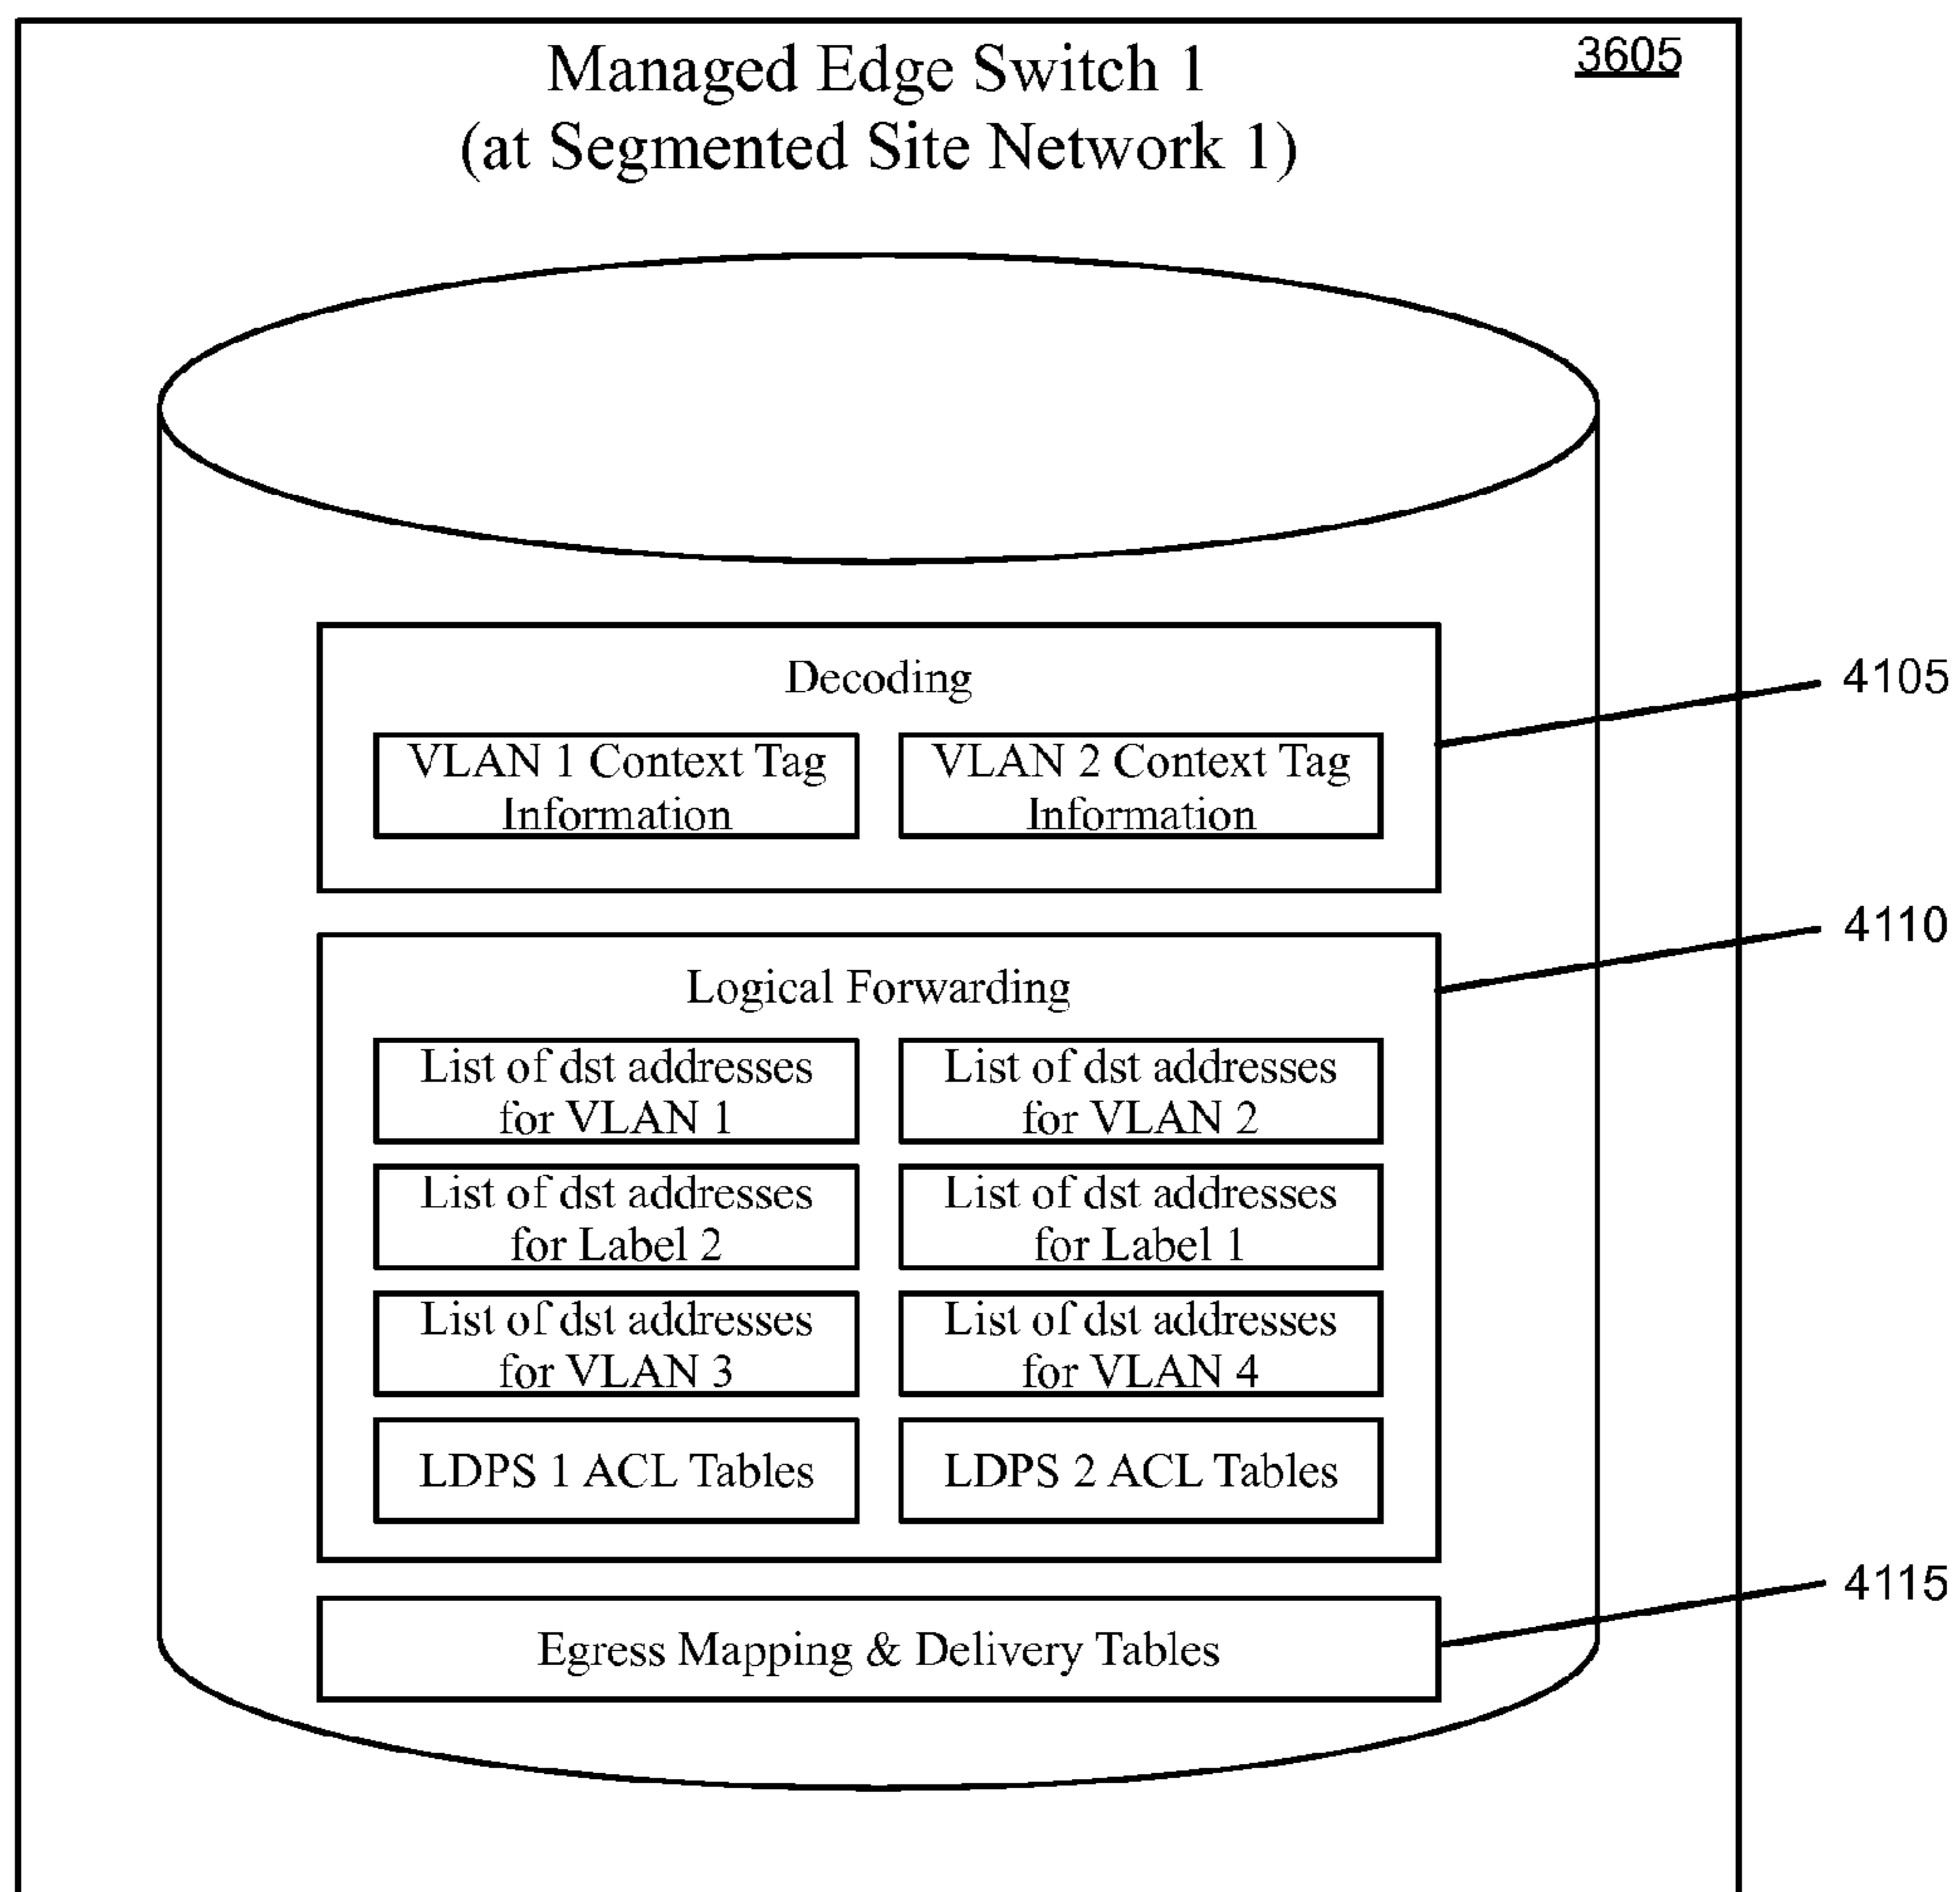 Managed Edge Switch 1
3605
(at Segmented Site Network 1)
Decoding
4105
VLAN 1 Context Tag
Information
VLAN 2 Context Tag
Information
4110
Logical Forwarding
List of dst addresses
for VLAN 1
List of dst addresses
for VLAN 2
List of dst addresses
for Label 2
List of dst addresses
for Label 1
List of dst addresses
for VLAN 3
List of dst addresses
for VLAN 4
LDPS 1 ACL Tables
LDPS 2 ACL Tables
4115
Egress Mapping & Delivery Tables